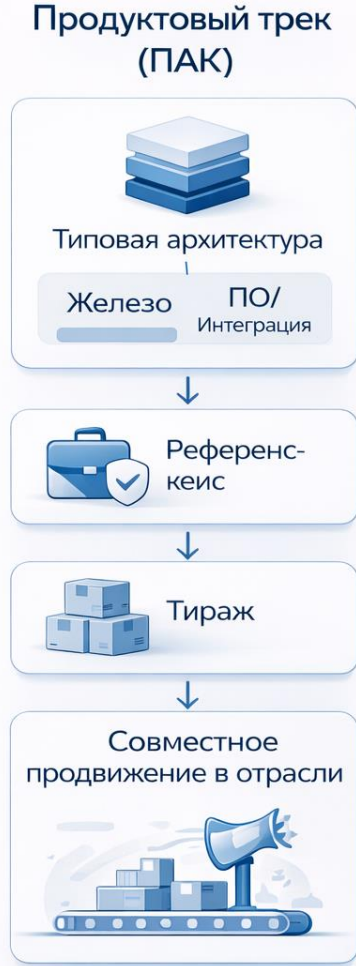 Продуктовый трек
(ПАК)
Типовая архитектура
Железо
ПО/
Интеграция
Референс-
кеис
Тираж
Совместное
продвижение в отрасли